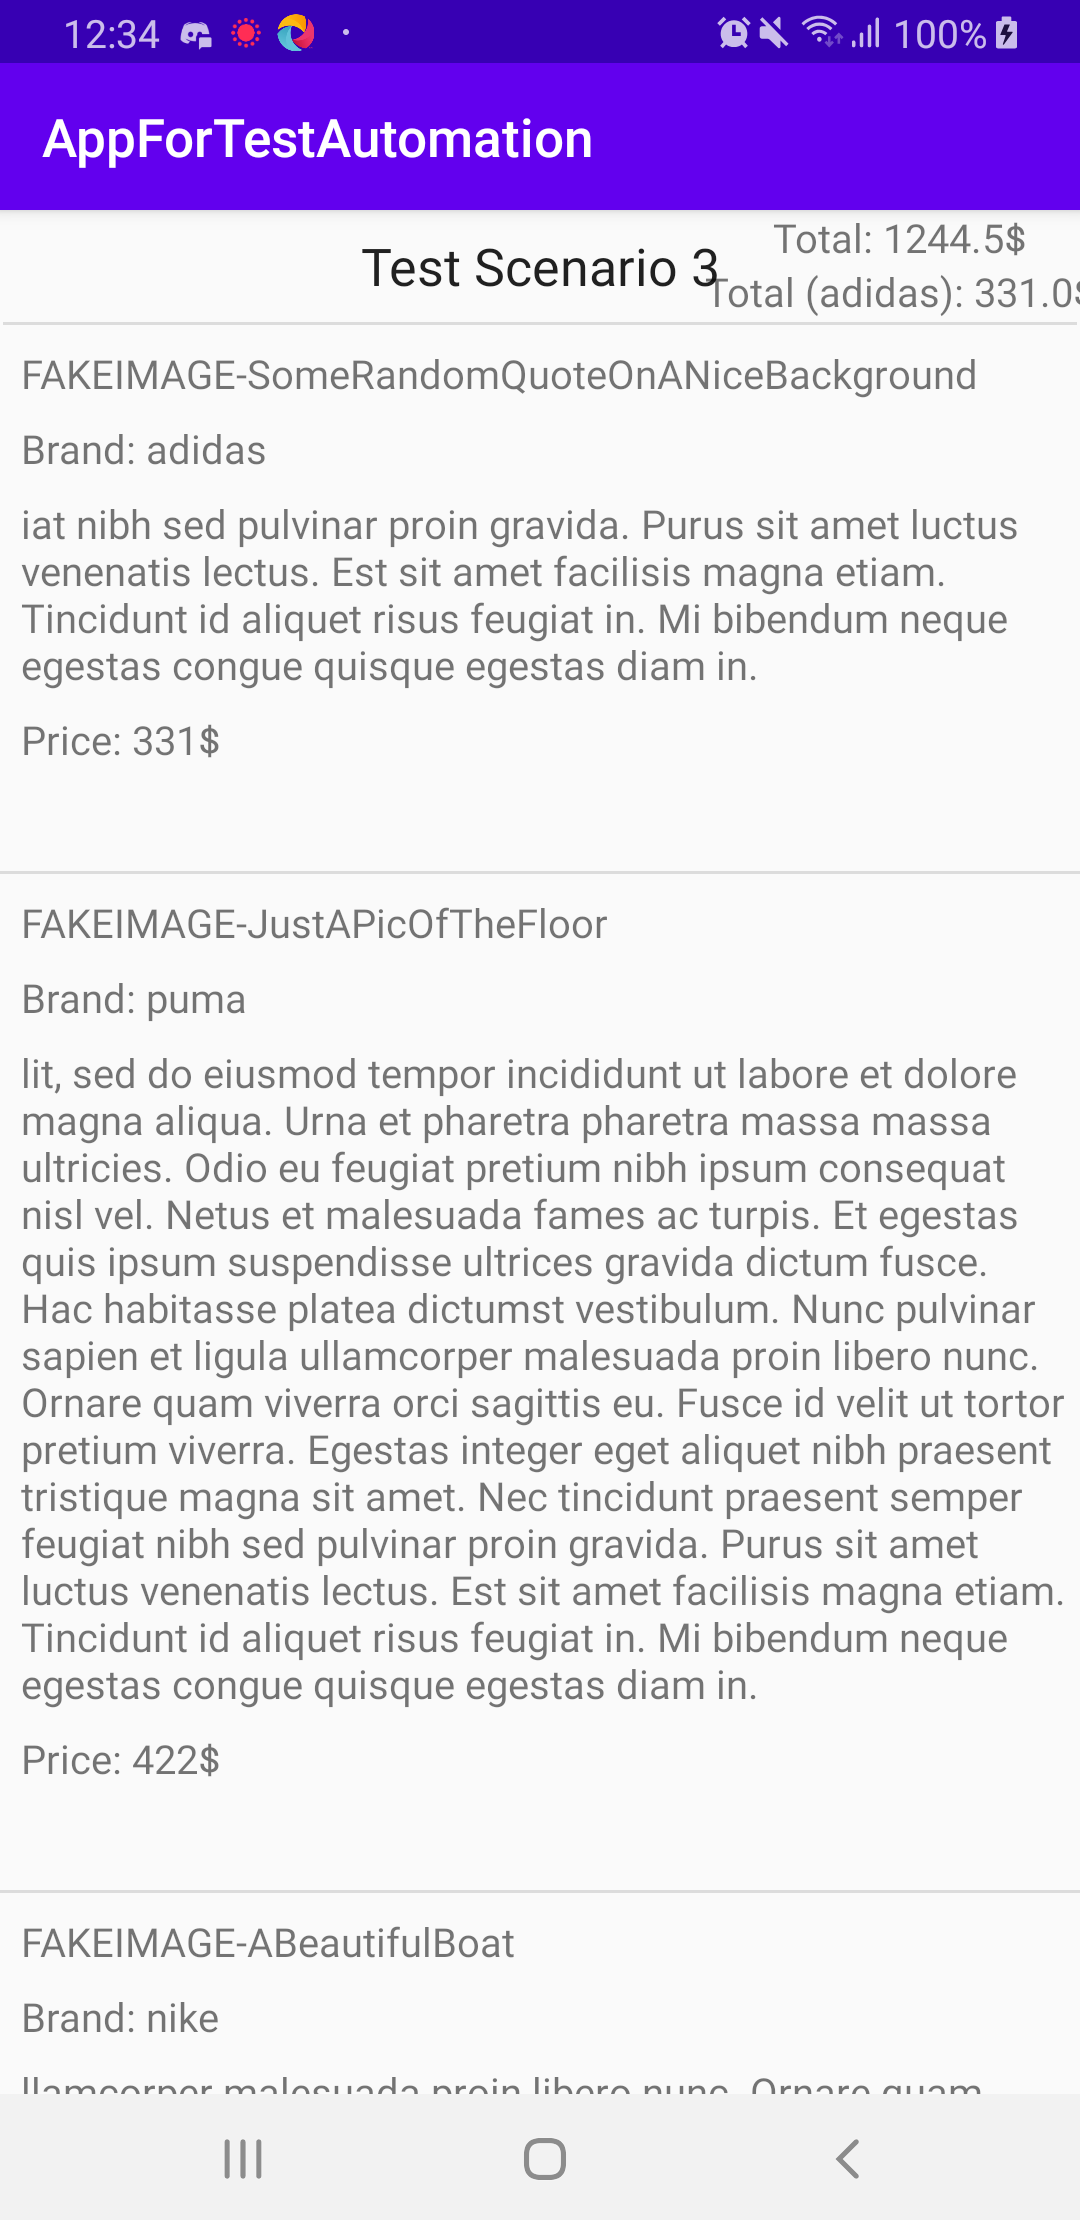 12:34
100%
AppForTestAutomation
Total: 1244.5$
Test Scenario 3
Total (adidas): 331.0$
FAKEIMAGE-SomeRandomQuoteOnANiceBackground
Brand: adidas
iat nibh sed pulvinar proin gravida. Purus sit amet luctus
venenatis lectus. Est sit amet facilisis magna etiam.
Tincidunt id aliquet risus feugiat in. Mi bibendum neque
egestas congue quisque egestas diam in.
Price: 331$
FAKEIMAGE-JustAPicOfTheFloor
Brand: puma
lit, sed do eiusmod tempor incididunt ut labore et dolore
magna aliqua. Urna et pharetra pharetra massa massa
ultricies. Odio eu feugiat pretium nibh ipsum consequat
nisl vel. Netus et malesuada fames ac turpis. Et egestas
quis ipsum suspendisse ultrices gravida dictum fusce.
Hac habitasse platea dictumst vestibulum. Nunc pulvinar
sapien et ligula ullamcorper malesuada proin libero nunc.
Ornare quam viverra orci sagittis eu. Fusce id velit ut tortor
pretium viverra. Egestas integer eget aliquet nibh praesent
tristique magna sit amet. Nec tincidunt praesent semper
feugiat nibh sed pulvinar proin gravida. Purus sit amet
luctus venenatis lectus. Est sit amet facilisis magna etiam.
Tincidunt id aliquet risus feugiat in. Mi bibendum neque
egestas congue quisque egestas diam in.
Price: 422$
FAKEIMAGE-ABeautifulBoat
Brand: nike
llamcorper malesuada proin libero nunc. Ornare quam